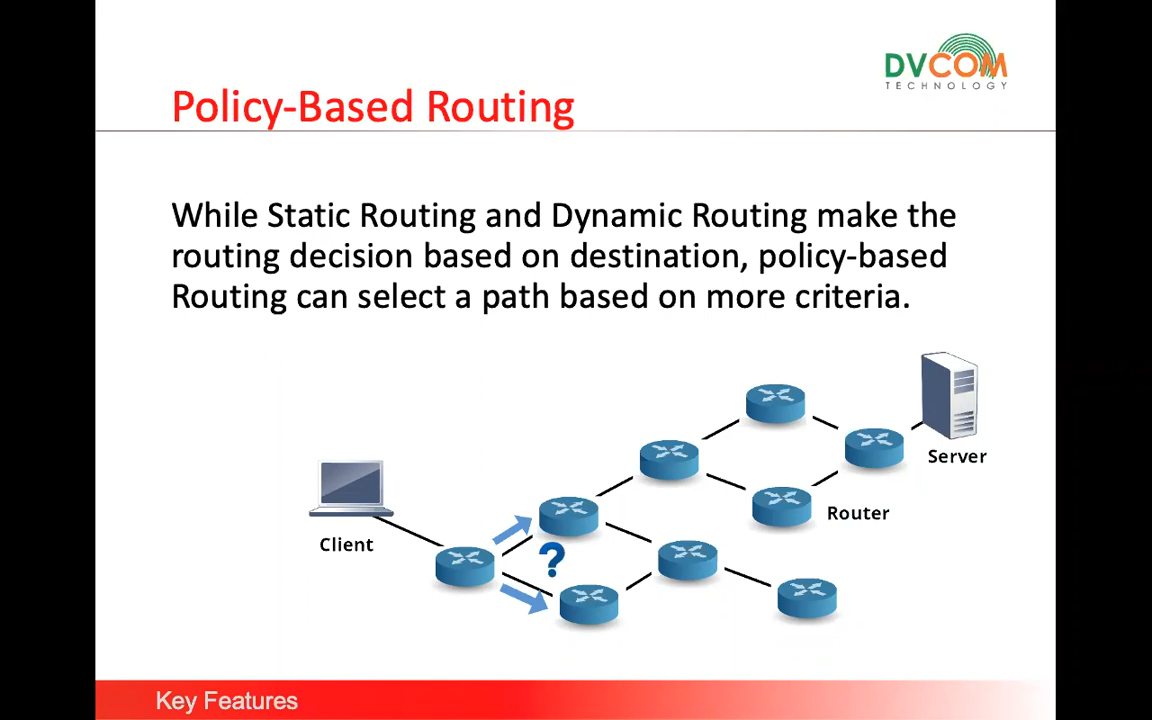 DVCOM
TECHNOLOGY
Policy-Based Routing
While Static Routing and Dynamic Routing make the
routing decision based on destination, policy-based
Routing can select a path based on more criteria.
Server
Router
Client
?
Key Features